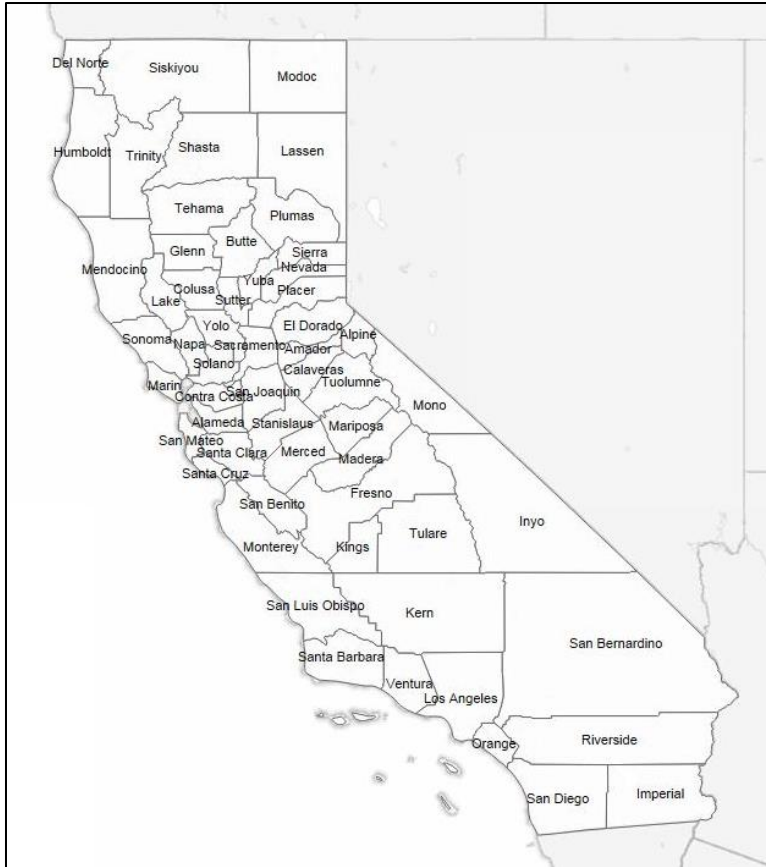 Del Norte
Siskiyou
Modoc
Humboldt
Trinity
Shasta
Lassen
Tehama
Plumas
Butte
Glenn
Sierra
Mendocino
Nevada
Yuba
Colusa
Placer
Lake
Sutter
Yolo
El Dorado
Alpine
Sonoma
Napa
Sacramento
Amador
Solano
Calaveras
Tuolumne
Marin
San Joaquin
Contra Costa
Mono
Alameda
Stanislaus
Mariposa
San Mateo
Santa Clara
Merced
Madera
Santa Cruz
Fresno
San Benito
Inyo
Tulare
Monterey
Kings
San Luis Obispo
Kern
San Bernardino
Santa Barbara
Ventura
Los Angeles
Orange
Riverside
San Diego
Imperial